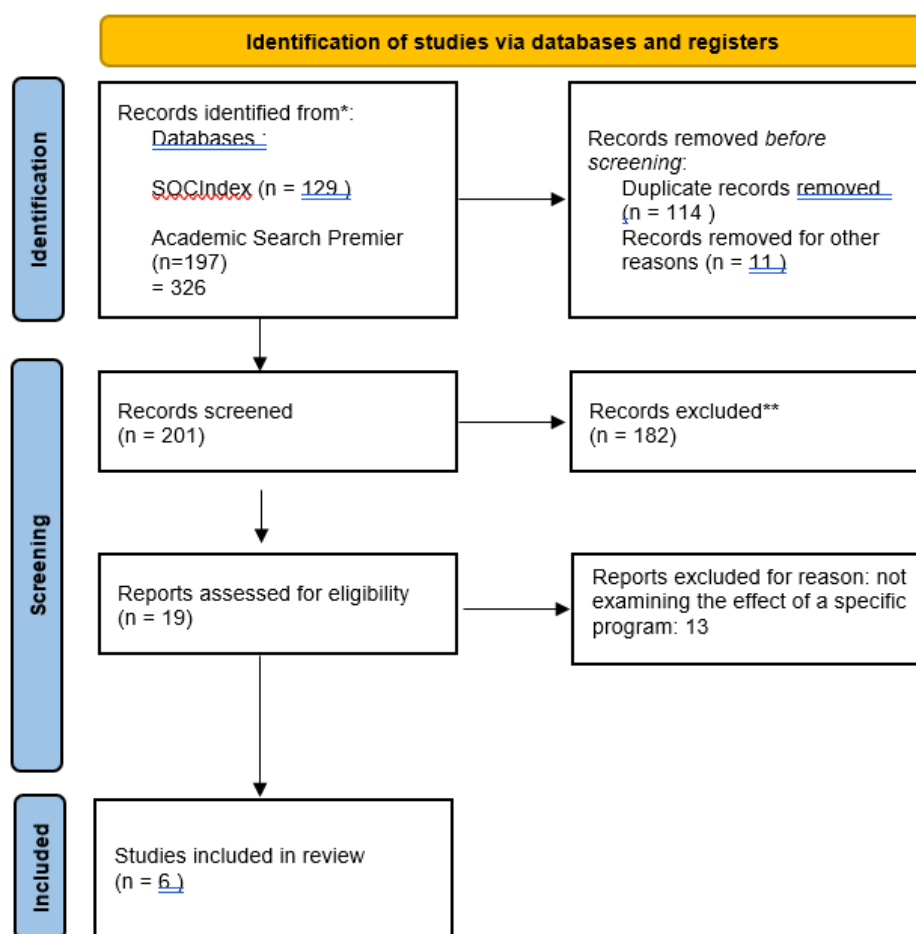 Identification of studies via databases and registers
Identification
Records identified from*:
Databases :
SOCIndex (n = 129 )
Academic Search Premier
(n=197)
= 326
Records removed before
screening:
Duplicate records removed
(n = 114 )
Records removed for other
reasons (n = 11 )
Screening
Records screened
(n = 201)
Records excluded**
(n = 182)
Reports assessed for eligibility
(n = 19)
Reports excluded for reason: not
examining the effect of a specific
program: 13
Included
Studies included in review
(n = 6 )